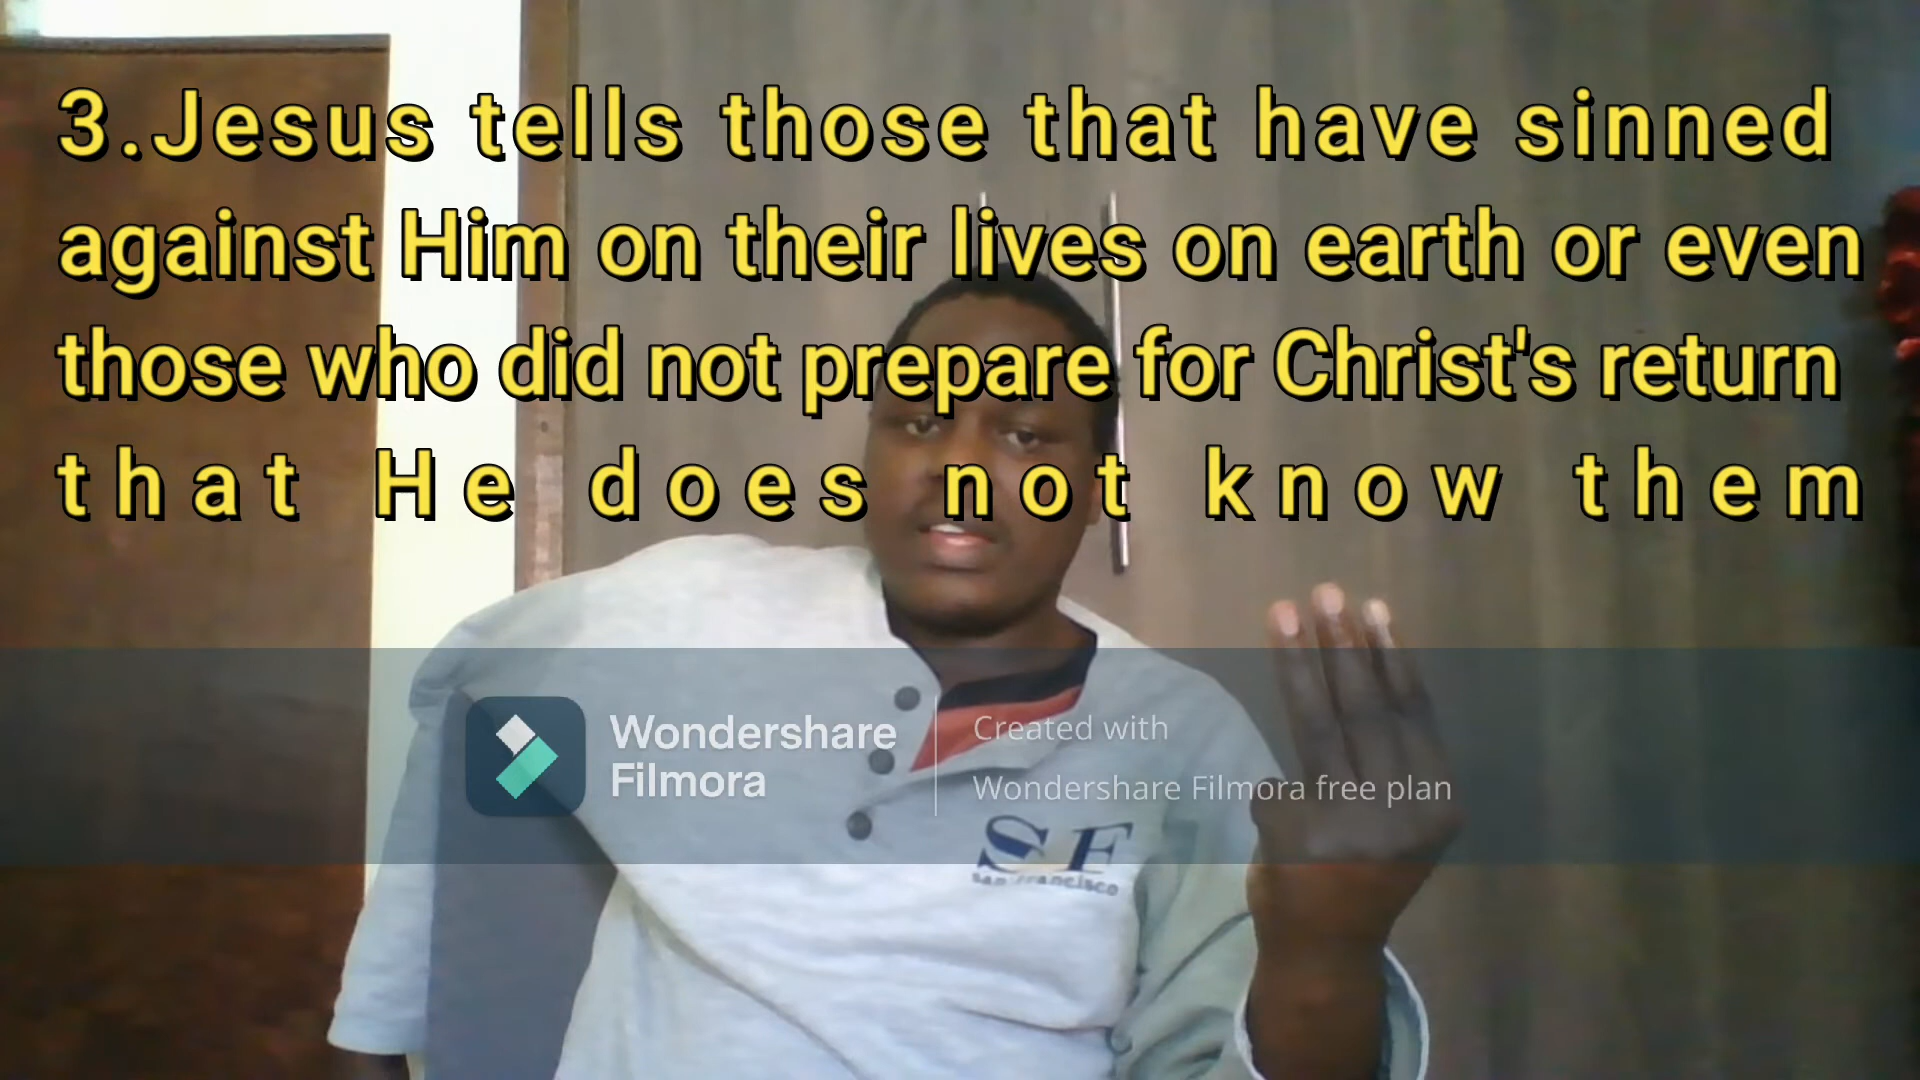 3.Jesus tells those that have sinned
against Him on their lives on earth or even
those who did not prepare for Christ's return
that He does not know them
Wondershare
Filmora
Created with
Wondershare Filmora free plan
SF
san francisco